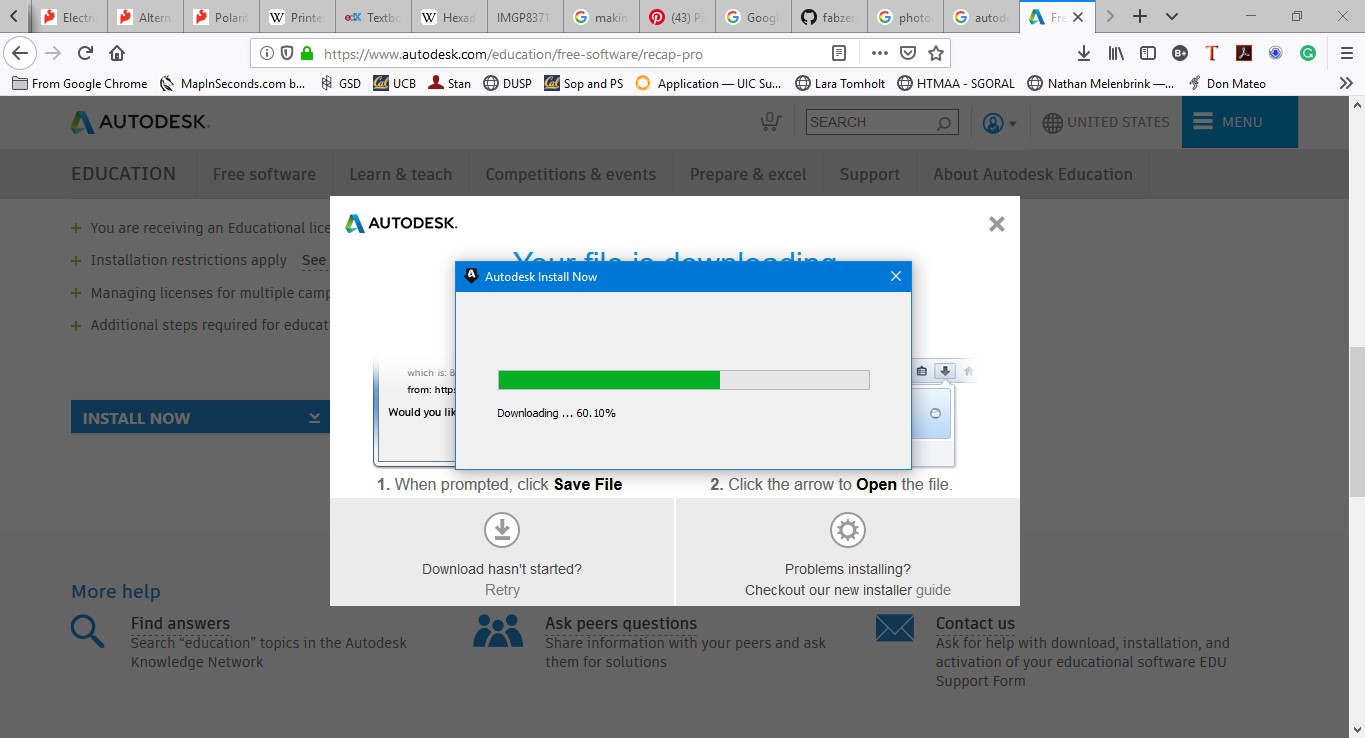 Electri
Altern
Polarit
Printe
edX Textbo
Hexad
IMGP8371
makin
(43) P
Googl
fabzer
photo
autod
Fre
https://www.autodesk.com/education/free-software/recap-pro
From Google Chrome
MapInSeconds.com b...
GSD
UCB
Stan
DUSP
Sop and PS
Application — UIC Su...
Lara Tomholt
HTMAA - SGORAL
Nathan Melenbrink —...
Don Mateo
AUTODESK.
0
SEARCH
UNITED STATES
MENU
EDUCATION
Free software
Learn & teach
Competitions & events
Prepare & excel
Support
About Autodesk Education
+ You are receiving an Educational lice
+ Installation restrictions apply See
+ Managing licenses for multiple camp
+ Additional steps required for educat
INSTALL NOW
AUTODESK.
Your file is downloading
Autodesk Install Now
Downloading ... 60.10%
which is: B
from: https
Would you lik
1. When prompted, click Save File
2. Click the arrow to Open the file.
Download hasn't started?
Retry
Problems installing?
Checkout our new installer guide
More help
Find answers
Search “education” topics in the Autodesk
Knowledge Network
Ask peers questions
Share information with your peers and ask
them for solutions
Contact us
Ask for help with download, installation, and
activation of your educational software EDU
Support Form